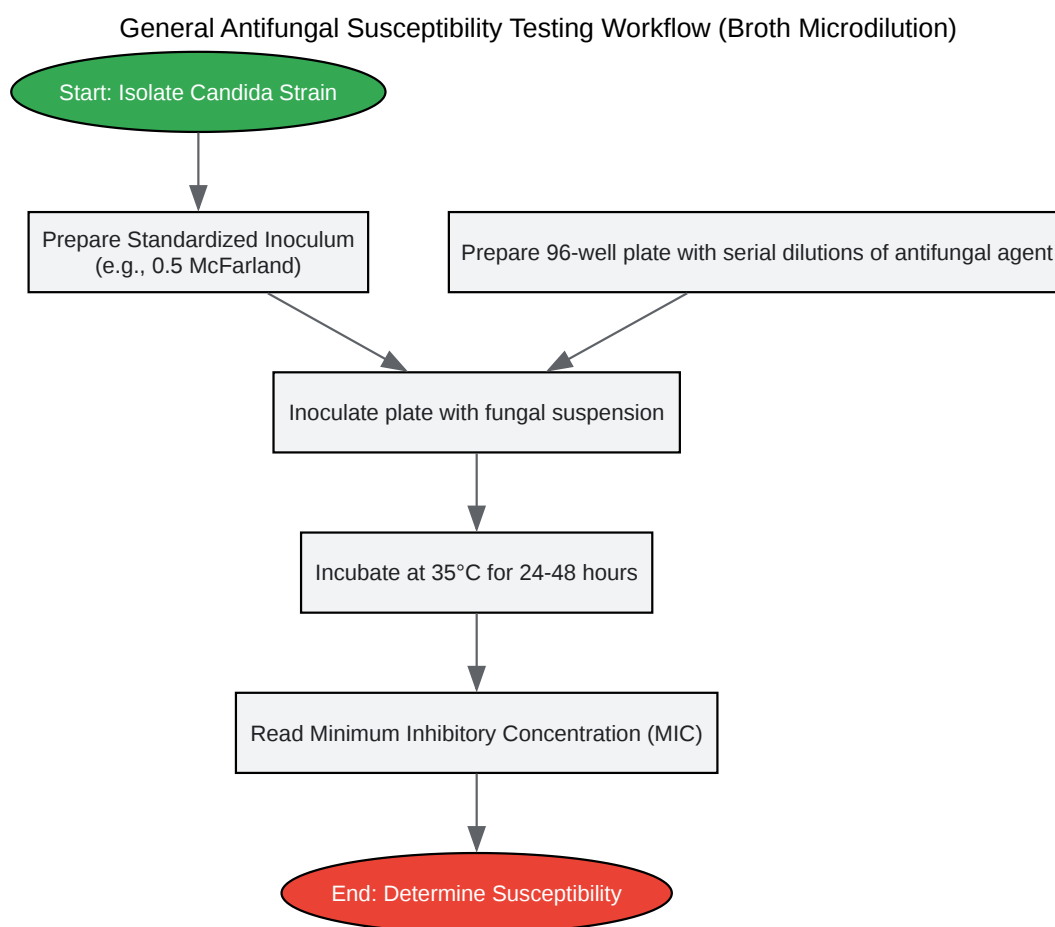 General Antifungal Susceptibility Testing Workflow (Broth Microdilution)
Start: Isolate Candida Strain
Prepare Standardized Inoculum
(e.g., 0.5 McFarland)
Prepare 96-well plate with serial dilutions of antifungal agent
Inoculate plate with fungal suspension
Incubate at 35°C for 24-48 hours
Read Minimum Inhibitory Concentration (MIC)
End: Determine Susceptibility